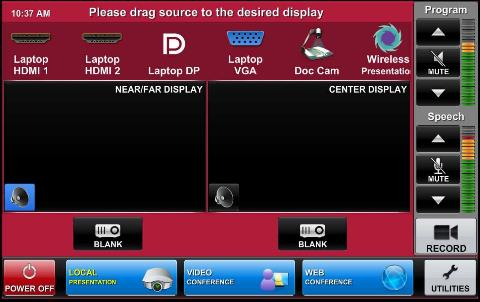 10:37 AM
Please drag source to the desired display
Program
Laptop
HDMI 1
Laptop
HDMI 2
D
Laptop DP
Laptop
VGA
Doc Cam
Wireless
Presentatio
MUTE
NEAR/FAR DISPLAY
CENTER DISPLAY
Speech
MUTE
BLANK
BLANK
RECORD
POWER OFF
LOCAL
PRESENTATION
VIDEO
CONFERENCE
WEB
CONFERENCE
UTILITIES